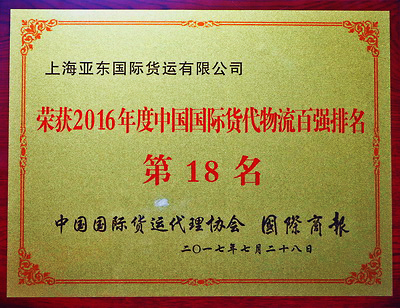 上海亚东国际货运有限公司
荣获2016年度中国国际货代物流百强排名
第 18 名
中国国际货运代理协会 国際商報
二〇一七年七月二十八日